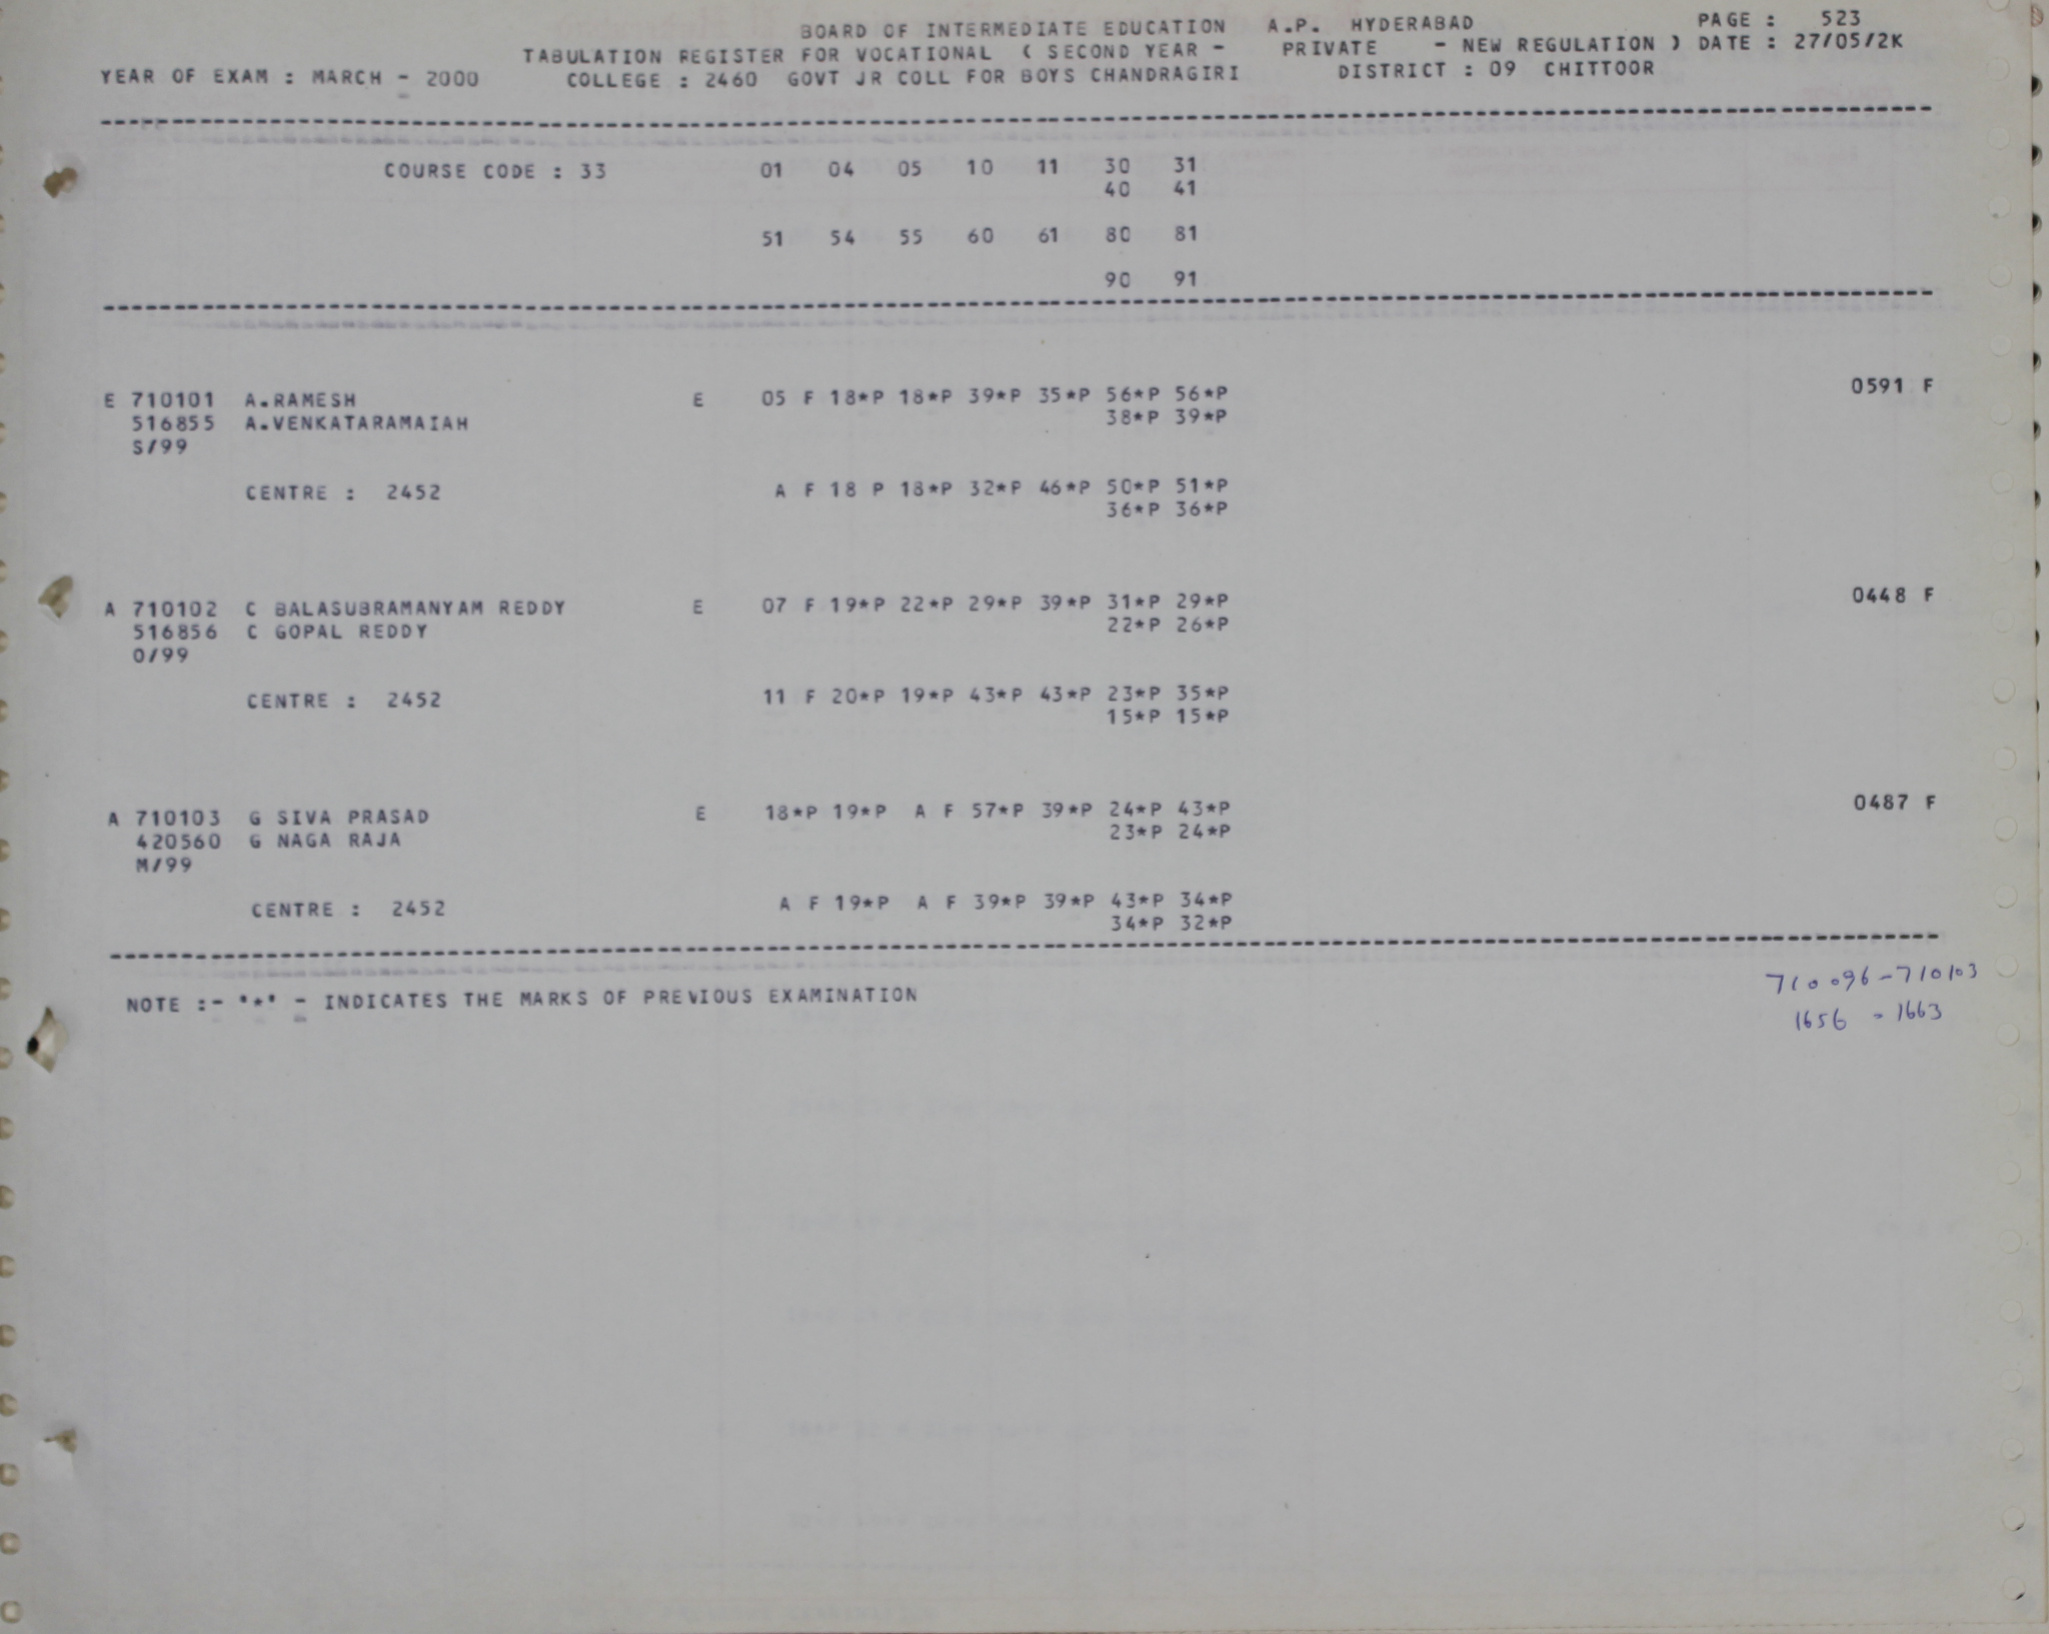 BOARD OF INTERMEDIATE EDUCATION A.P. HYDERABAD PAGE : 523
TABULATION REGISTER FOR VOCATIONAL ( SECOND YEAR - PRIVATE - NEW REGULATION ) DATE : 27/05/2K
YEAR OF EXAM : MARCH - 2000 COLLEGE : 2460 GOVT JR COLL FOR BOYS CHANDRAGIRI DISTRICT : 09 CHITTOOR
COURSE CODE : 33 01 04 05 10 11 30 31
40 41
51 54 55 60 61 80 81
90 91
E 710101 A.RAMESH E 05 F 18*P 18*P 39*P 35*P 56*P 56*P 0591 F
516855 A.VENKATARAMAIAH 38*P 39*P
S/99
CENTRE : 2452 A F 18 P 18*P 32*P 46*P 50*P 51*P
36*P 36*P
A 710102 C BALASUBRAMANYAM REDDY E 07 F 19*P 22*P 29*P 39*P 31*P 29*P 0448 F
516856 C GOPAL REDDY 22*P 26*P
O/99
CENTRE : 2452 11 F 20*P 19*P 43*P 43*P 23*P 35*P
15*P 15*P
A 710103 G SIVA PRASAD E 18*P 19*P A F 57*P 39*P 24*P 43*P 0487 F
420560 G NAGA RAJA 23*P 24*P
M/99
CENTRE : 2452 A F 19*P A F 39*P 39*P 43*P 34*P
34*P 32*P
NOTE :- '*' - INDICATES THE MARKS OF PREVIOUS EXAMINATION
710096-710103
1656 - 1663